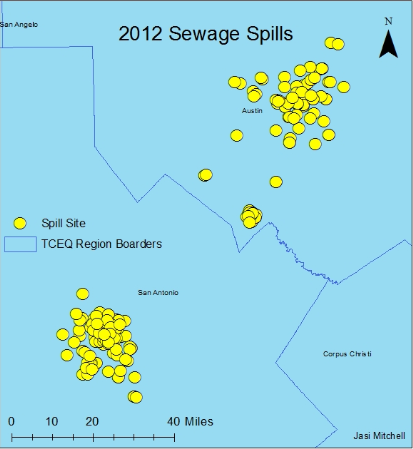 San Angelo
2012 Sewage Spills
N
Austin
Spill Site
TCEQ Region Boarders
San Antonio
Corpus Christi
0 10 20 40 Miles
Jasi Mitchell